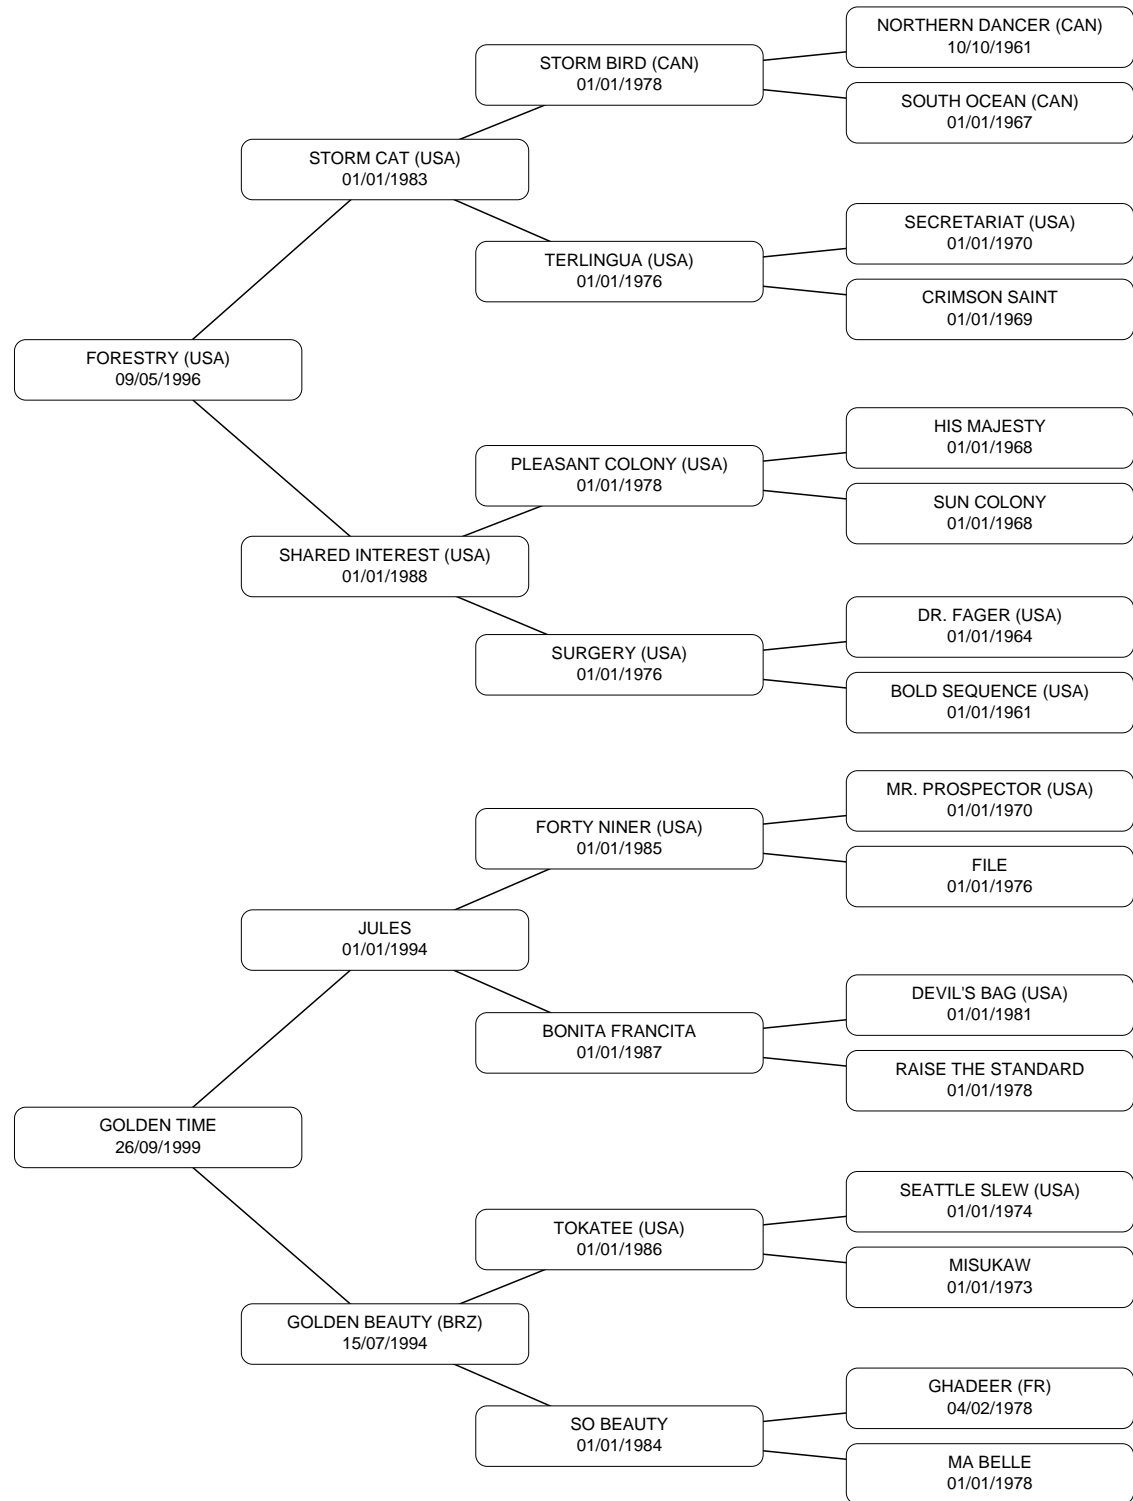 NORTHERN DANCER (CAN)
10/10/1961
STORM BIRD (CAN)
01/01/1978
SOUTH OCEAN (CAN)
01/01/1967
STORM CAT (USA)
01/01/1983
SECRETARIAT (USA)
01/01/1970
TERLINGUA (USA)
01/01/1976
CRIMSON SAINT
01/01/1969
FORESTRY (USA)
09/05/1996
HIS MAJESTY
01/01/1968
PLEASANT COLONY (USA)
01/01/1978
SUN COLONY
01/01/1968
SHARED INTEREST (USA)
01/01/1988
DR. FAGER (USA)
01/01/1964
SURGERY (USA)
01/01/1976
BOLD SEQUENCE (USA)
01/01/1961
MR. PROSPECTOR (USA)
01/01/1970
FORTY NINER (USA)
01/01/1985
FILE
01/01/1976
JULES
01/01/1994
DEVIL'S BAG (USA)
01/01/1981
BONITA FRANCITA
01/01/1987
RAISE THE STANDARD
01/01/1978
GOLDEN TIME
26/09/1999
SEATTLE SLEW (USA)
01/01/1974
TOKATEE (USA)
01/01/1986
MISUKAW
01/01/1973
GOLDEN BEAUTY (BRZ)
15/07/1994
GHADEER (FR)
04/02/1978
SO BEAUTY
01/01/1984
MA BELLE
01/01/1978